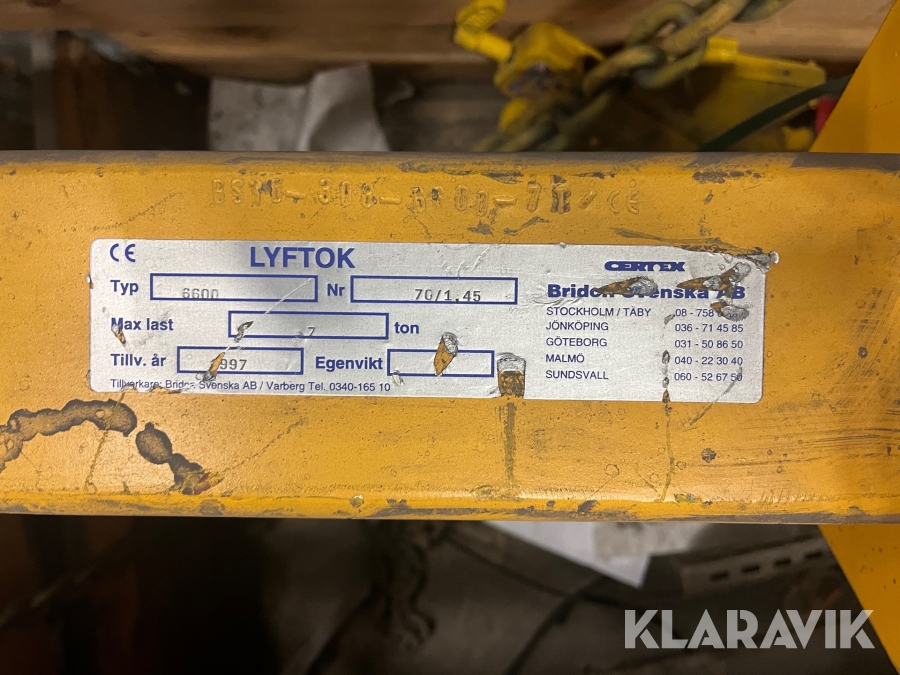 CE LYFTOK
Typ 6600 Nr 70/1,45
Max last 7 ton
Tillv. år 997 Egenvikt
Tillverkare: Bridon Svenska AB / Varberg Tel. 0340-165 10
CERTEX
Bridon Svenska AB
STOCKHOLM / TÄBY 08 - 758
JÖNKÖPING 036 - 71 45 85
GÖTEBORG 031 - 50 86 50
MALMÖ 040 - 22 30 40
SUNDSVALL 060 - 52 67 50
KLARAVIK